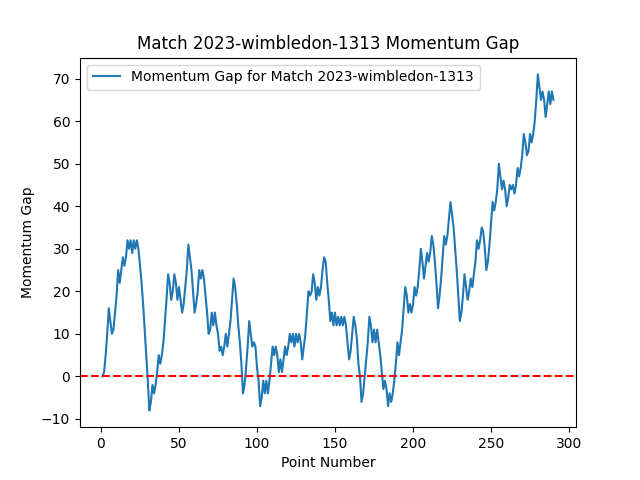 Match 2023-wimbledon-1313 Momentum Gap
Momentum Gap for Match 2023-wimbledon-1313
70
60
50
40
30
20
10
0
−10
Momentum Gap
0 50 100 150 200 250 300
Point Number